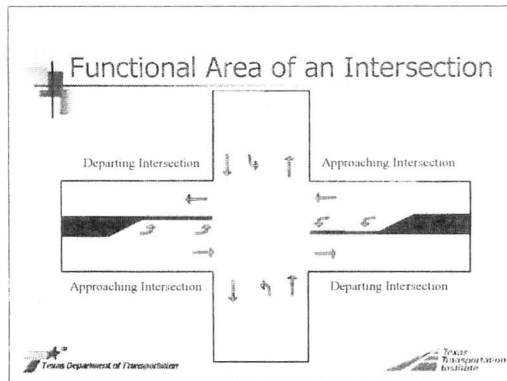 Functional Area of an Intersection
Departing Intersection
Approaching Intersection
Approaching Intersection
Departing Intersection
Texas Department of Transportation
Texas
Transportation
Institute